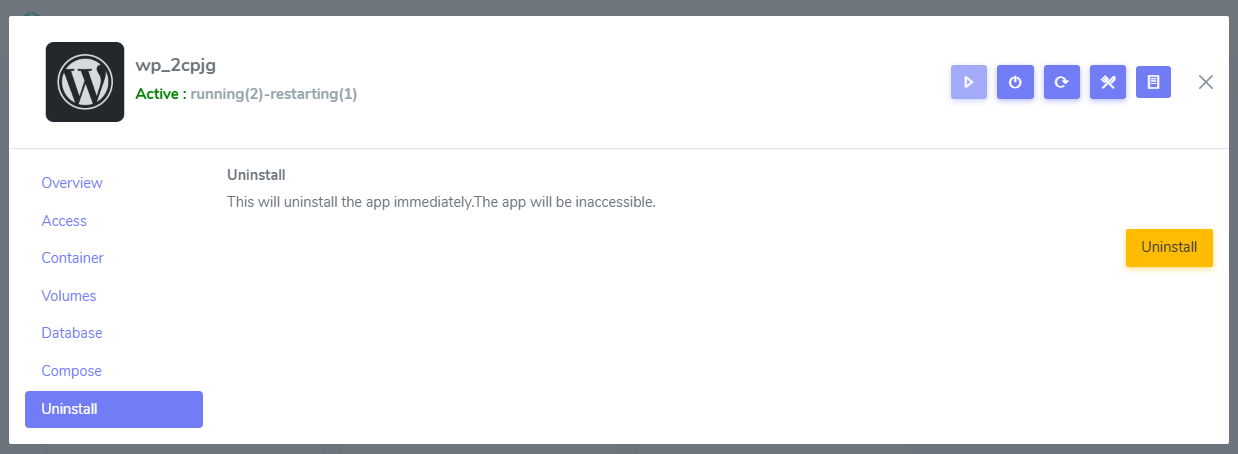 wp_2cpjg
Active : running(2)-restarting(1)
Overview
Access
Container
Volumes
Database
Compose
Uninstall
Uninstall
This will uninstall the app immediately.The app will be inaccessible.
Uninstall